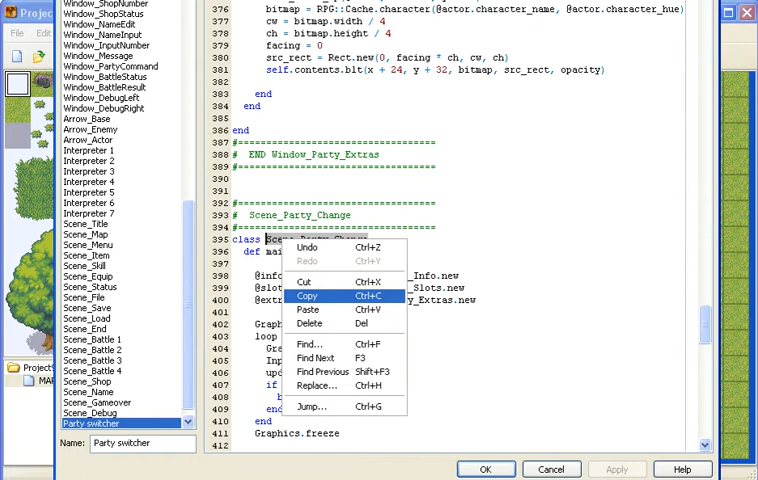 Project
File
Window_ShopNumber
Window_ShopStatus
Window_NameEdit
Window_NameInput
Window_InputNumber
Window_Message
Window_PartyCommand
Window_BattleStatus
Window_BattleResult
Window_DebugLeft
Window_DebugRight
Arrow_Base
Arrow_Enemy
Arrow_Actor
Interpreter 1
Interpreter 2
Interpreter 3
Interpreter 4
Interpreter 5
Interpreter 6
Interpreter 7
Scene_Title
Scene_Map
Scene_Menu
Scene_Item
Scene_Skill
Scene_Equip
Scene_Status
Scene_File
Scene_Save
Scene_Load
Scene_End
Scene_Battle 1
Scene_Battle 2
Scene_Battle 3
Scene_Battle 4
Scene_Shop
Scene_Name
Scene_Gameover
Scene_Debug
Party switcher
Name: Party switcher
376 bitmap = RPG::Cache.character(@actor.character_name, @actor.character_hue)
377 cw = bitmap.width / 4
378 ch = bitmap.height / 4
379 facing = 0
380 src_rect = Rect.new(0, facing * ch, cw, ch)
381 self.contents.blt(x + 24, y + 32, bitmap, src_rect, opacity)
382
383 end
384 end
385
386 end
387 #================================
388 # END Window_Party_Extras
389 #================================
390
391
392 #================================
393 # Scene_Party_Change
394 #================================
395 class Scene_Party_Change
396 def mai
398 @info _Info.new
399 @slot _Slots.new
400 @extr y_Extras.new
402 Grap
403 loop
404 Gra
405 Inp
406 upd
407 if
408 b
409 end
410 end
411 Graphics.freeze
412
Undo Ctrl+Z
Redo Ctrl+Y
Cut Ctrl+X
Copy Ctrl+C
Paste Ctrl+V
Delete Del
Find... Ctrl+F
Find Next F3
Find Previous Shift+F3
Replace... Ctrl+H
Jump... Ctrl+G
OK
Cancel
Apply
Help